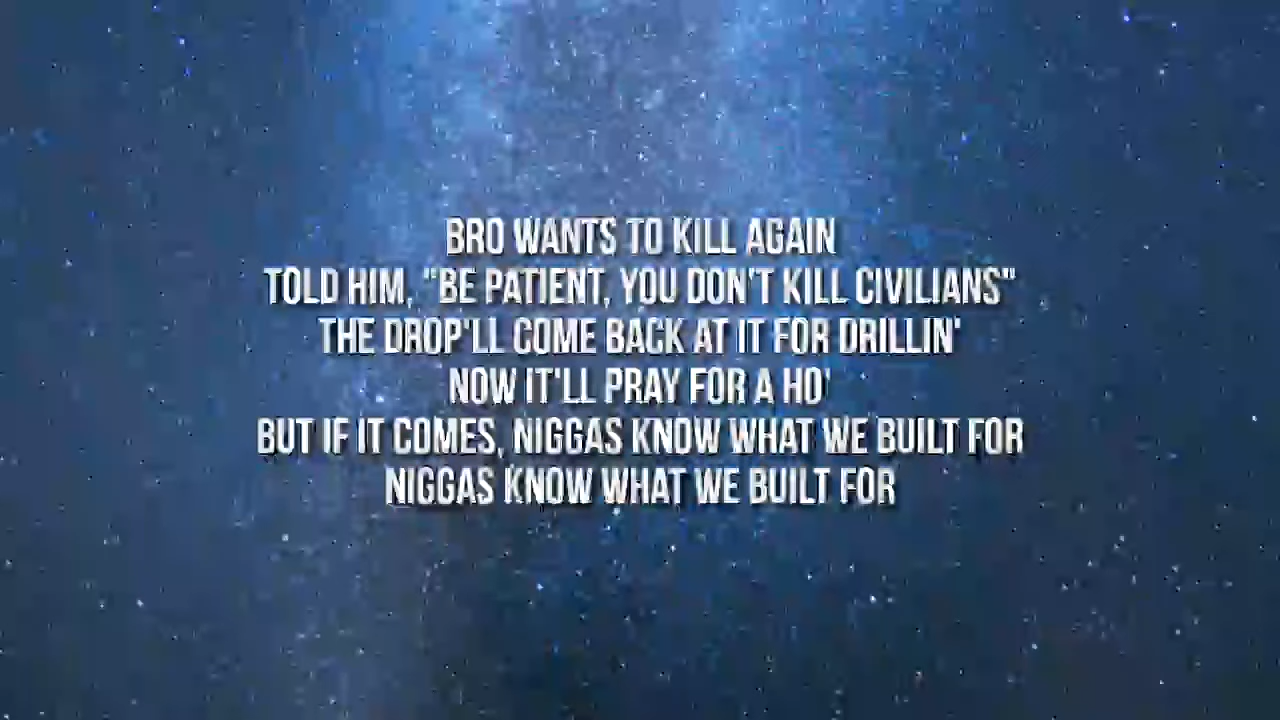 BRO WANTS TO KILL AGAIN
TOLD HIM, "BE PATIENT, YOU DON'T KILL CIVILIANS"
THE DROP'LL COME BACK AT IT FOR DRILLIN'
NOW IT'LL PRAY FOR A HO'
BUT IF IT COMES, NIGGAS KNOW WHAT WE BUILT FOR
NIGGAS KNOW WHAT WE BUILT FOR